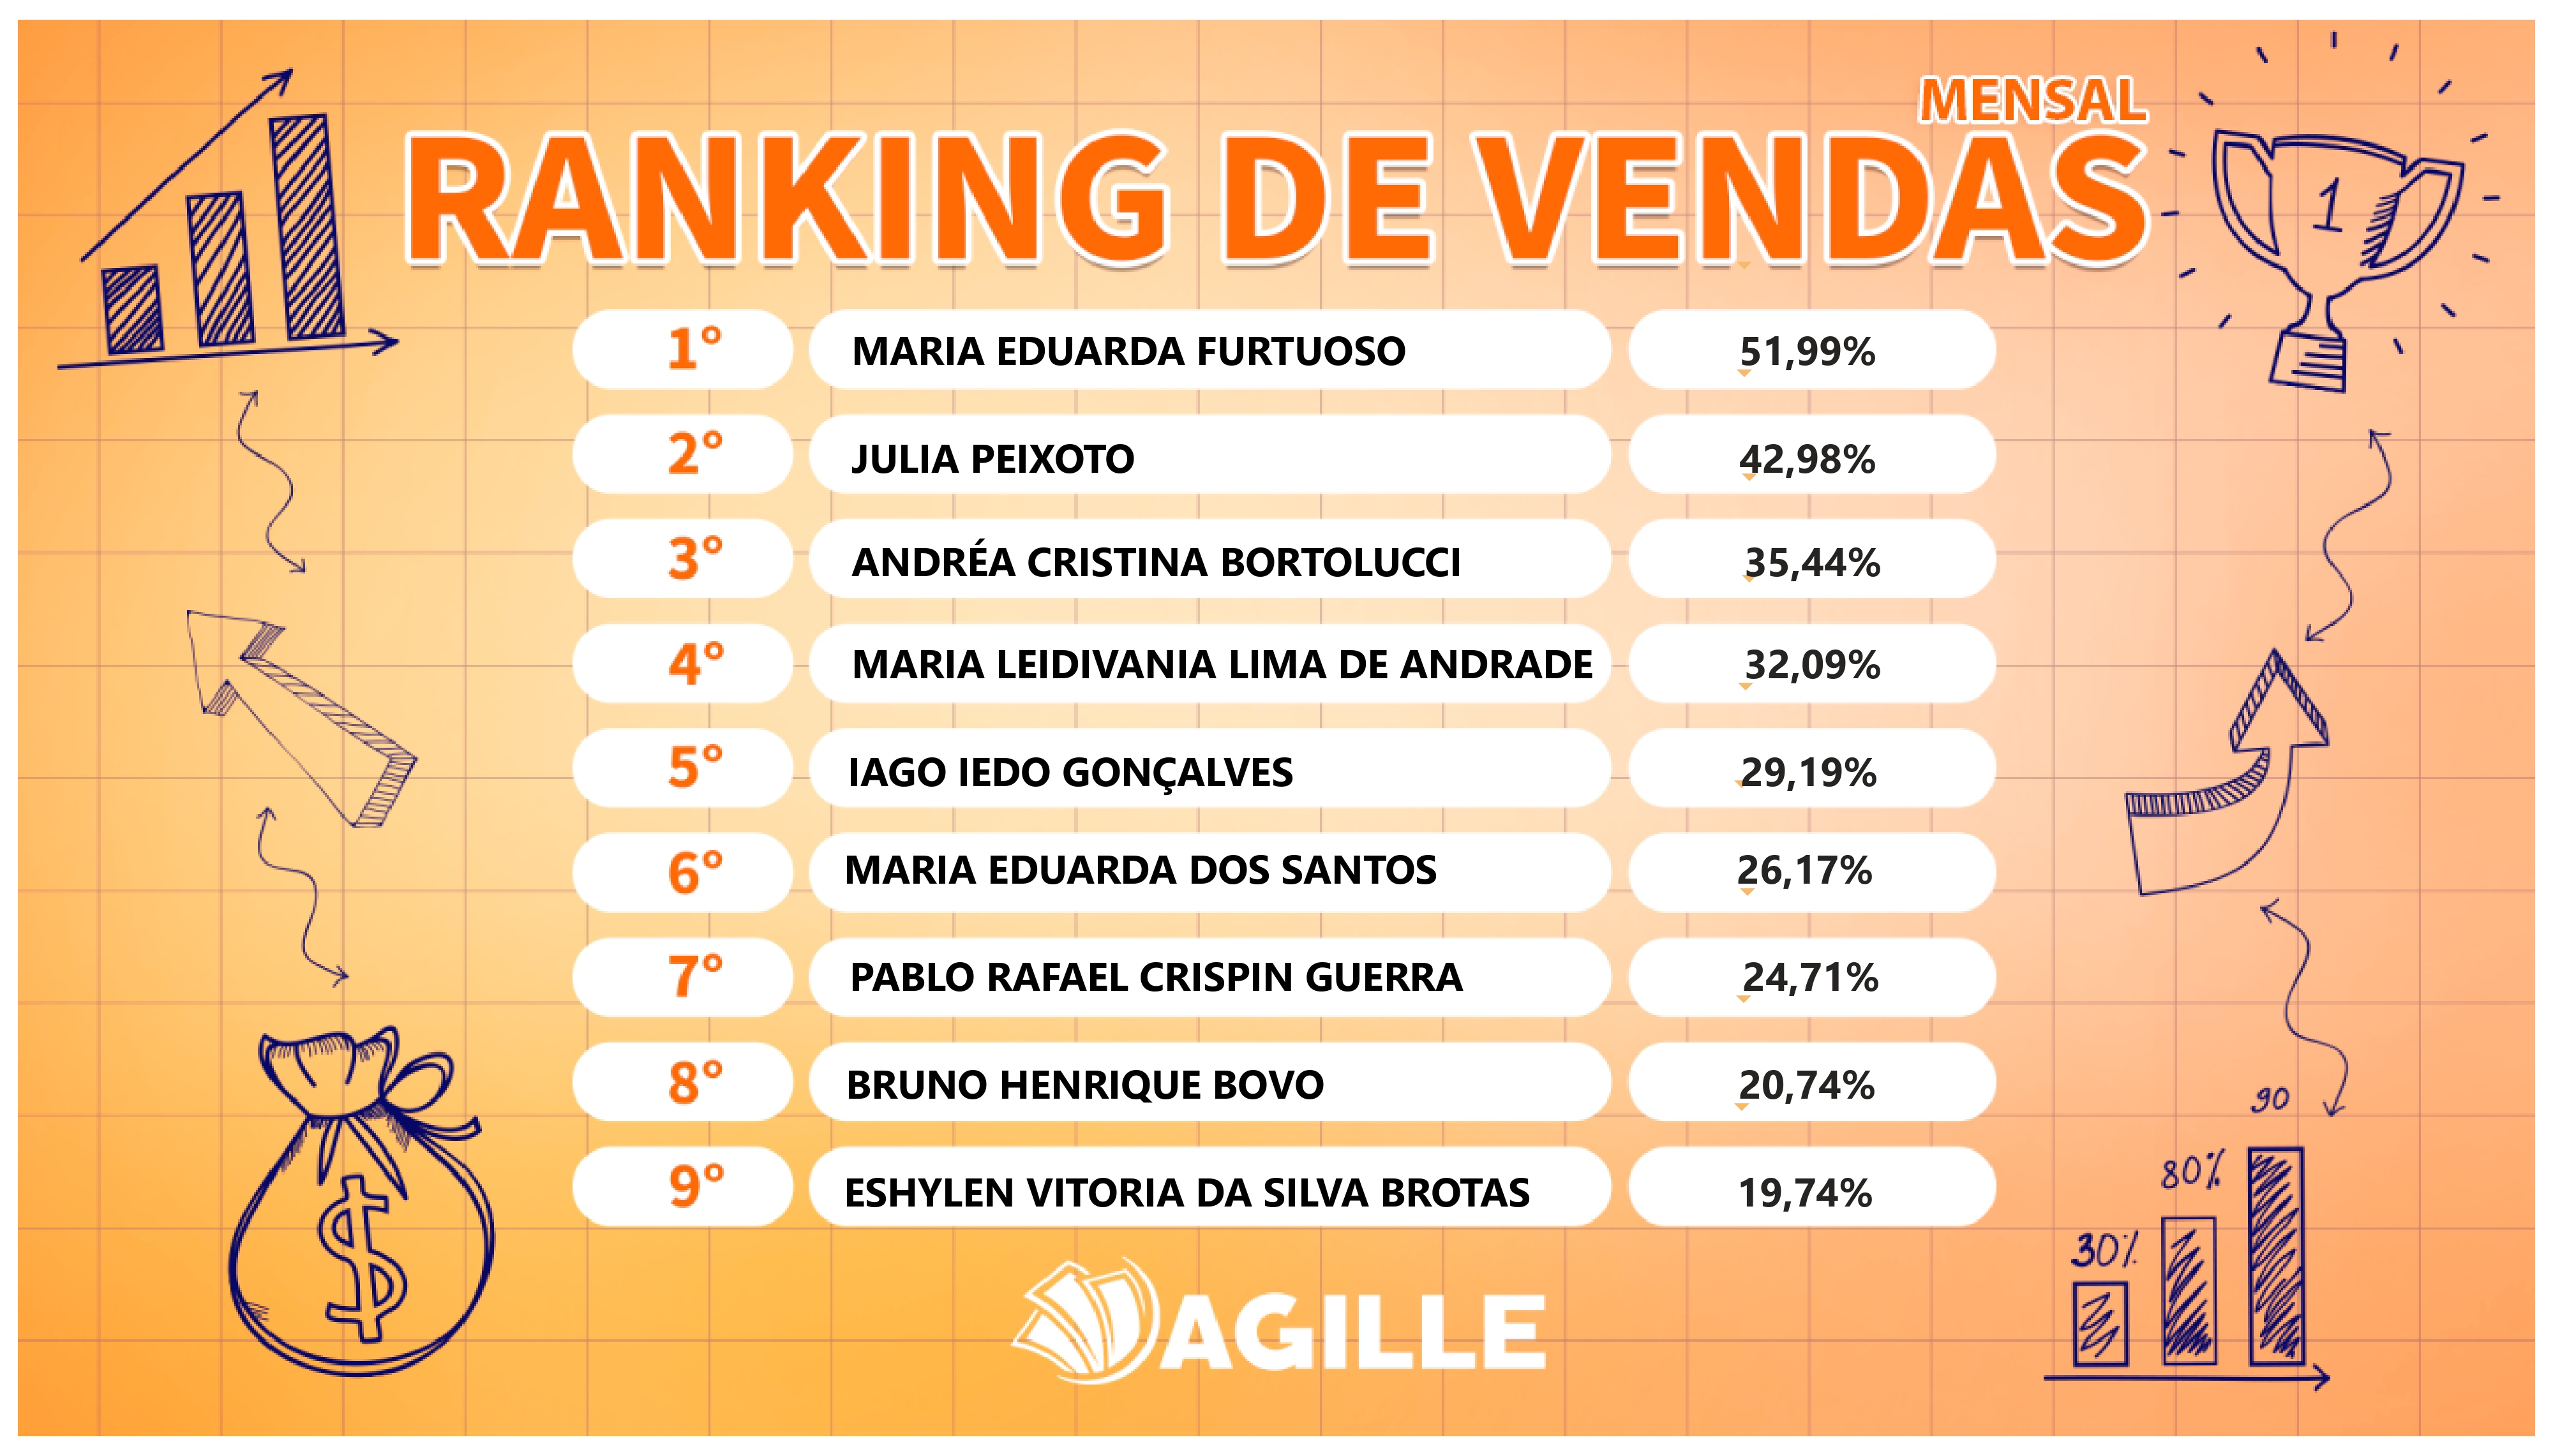 MENSAL
RANKING DE VENDAS
1
1° MARIA EDUARDA FURTUOSO 51,99%
2° JULIA PEIXOTO 42,98%
3° ANDRÉA CRISTINA BORTOLUCCI 35,44%
4° MARIA LEIDIVANIA LIMA DE ANDRADE 32,09%
5° IAGO IEDO GONÇALVES 29,19%
6° MARIA EDUARDA DOS SANTOS 26,17%
7° PABLO RAFAEL CRISPIN GUERRA 24,71%
8° BRUNO HENRIQUE BOVO 20,74%
9° ESHYLEN VITORIA DA SILVA BROTAS 19,74%
90
80%
30%
$
AGILLE